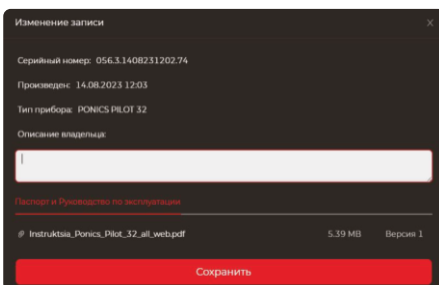 Изменение записи
Серийный номер: 056.3.1408231202.74
Произведен: 14.08.2023 12:03
Тип прибора: PONICS PILOT 32
Описание владельца:
Паспорт и Руководство по эксплуатации
Instruktsia_Ponics_Pilot_32_all_web.pdf 5.39 MB Версия 1
Сохранить